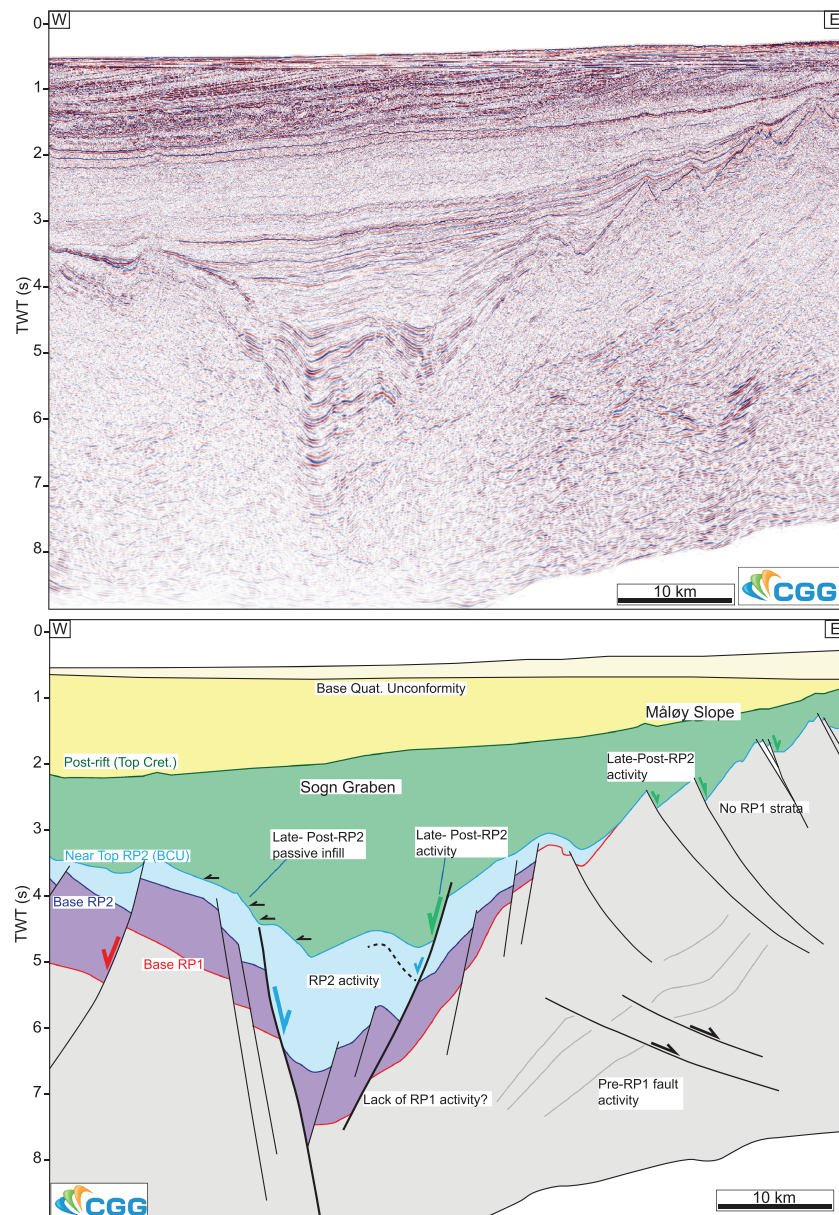 W
E
0
1
2
3
4
5
6
7
8
TWT (s)
10 km
CGG
W
E
0
1
2
3
4
5
6
7
8
TWT (s)
Base Quat. Unconformity
Måløy Slope
Post-rift (Top Cret.)
Late-Post-RP2
activity
Sogn Graben
No RP1 strata
Late- Post-RP2
passive infill
Late- Post-RP2
activity
Near Top RP2 (BCU)
Base RP2
Base RP1
RP2 activity
Pre-RP1 fault
activity
Lack of RP1 activity?
CGG
10 km